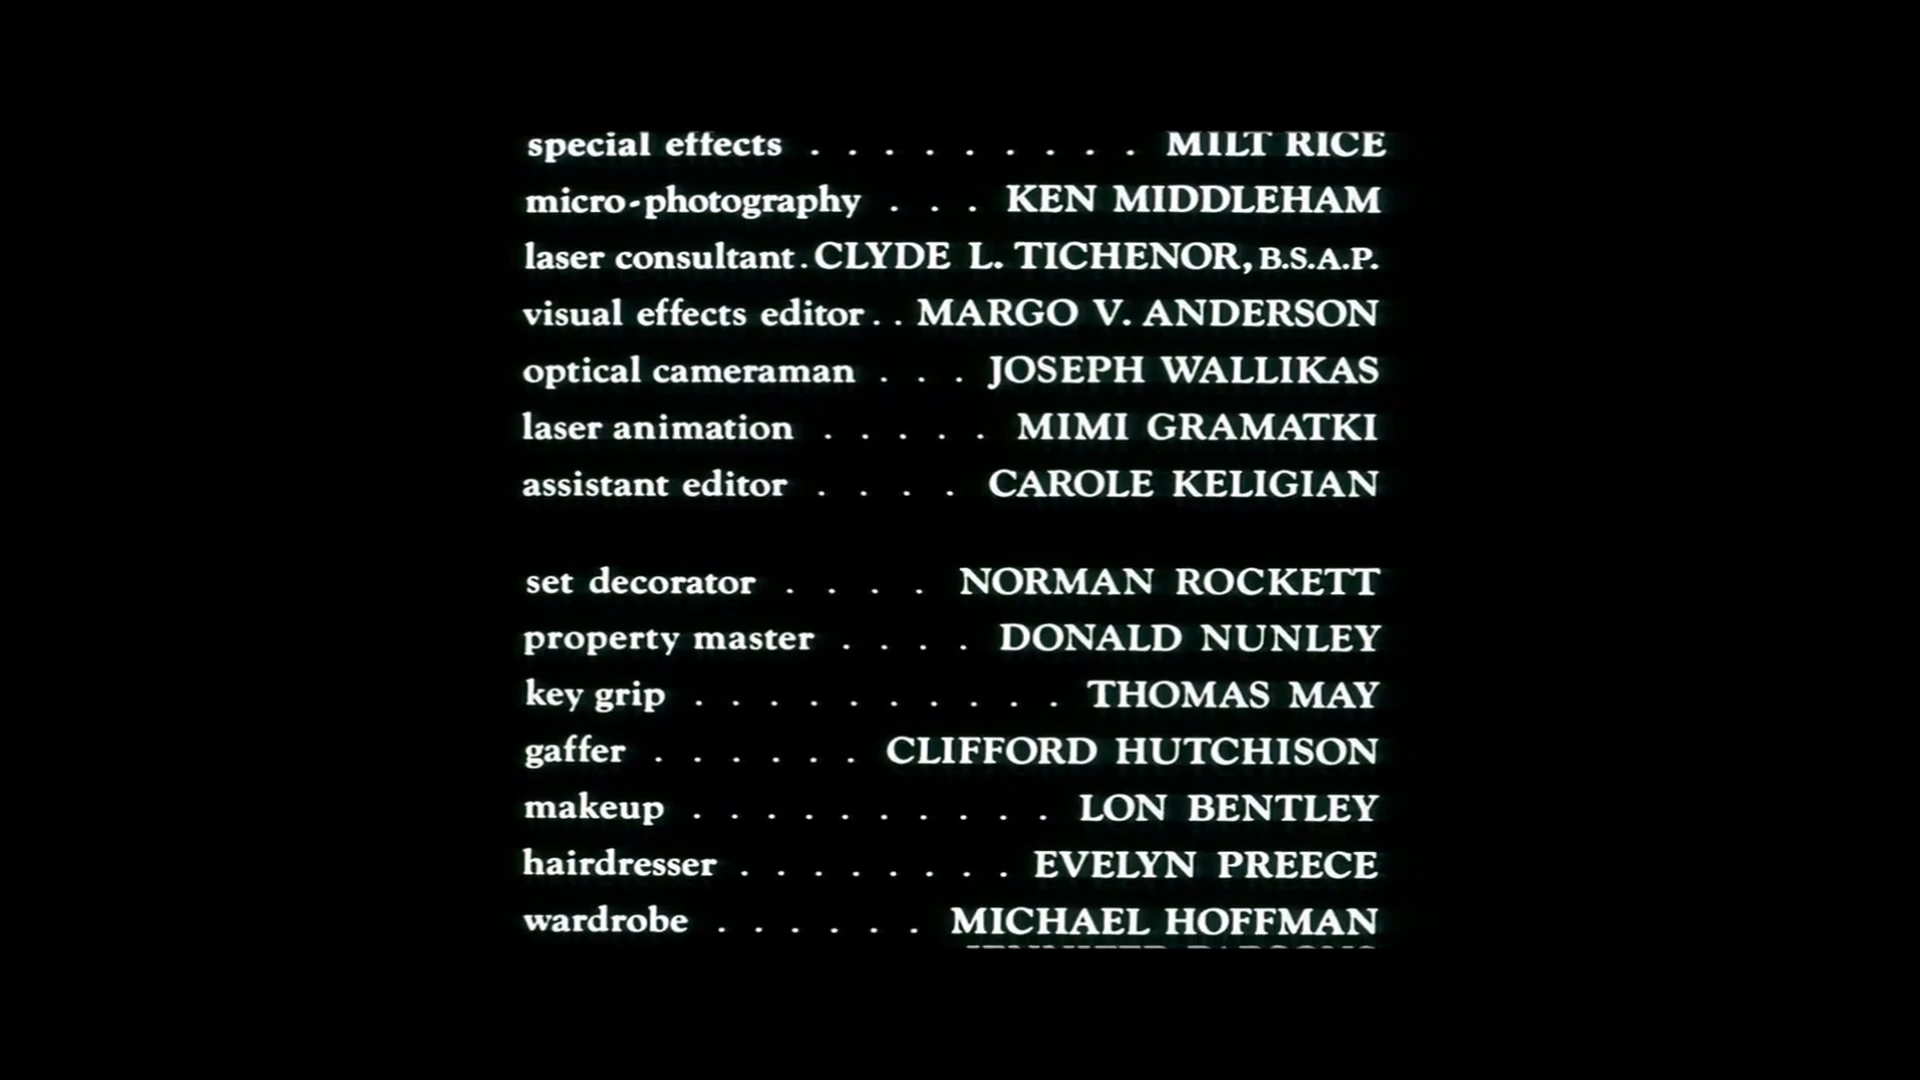 special effects . . . . . . . . . MILT RICE
micro-photography . . . KEN MIDDLEHAM
laser consultant . CLYDE L. TICHENOR, B.S.A.P.
visual effects editor . . MARGO V. ANDERSON
optical cameraman . . . JOSEPH WALLIKAS
laser animation . . . . . MIMI GRAMATKI
assistant editor . . . . CAROLE KELIGIAN
set decorator . . . . NORMAN ROCKETT
property master . . . . DONALD NUNLEY
key grip . . . . . . . . . . THOMAS MAY
gaffer . . . . . . CLIFFORD HUTCHISON
makeup . . . . . . . . . . LON BENTLEY
hairdresser . . . . . . . . EVELYN PREECE
wardrobe . . . . . . MICHAEL HOFFMAN